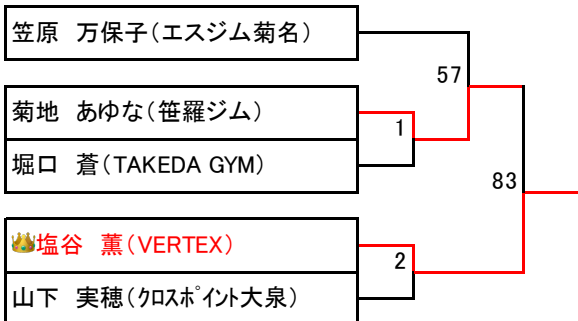 笠原 万保子(エスジム菊名)
57
菊地 あゆな(笹羅ジム)
1
堀口 蒼(TAKEDA GYM)
83
塩谷 薫(VERTEX)
2
山下 実穂(クロスポイント大泉)